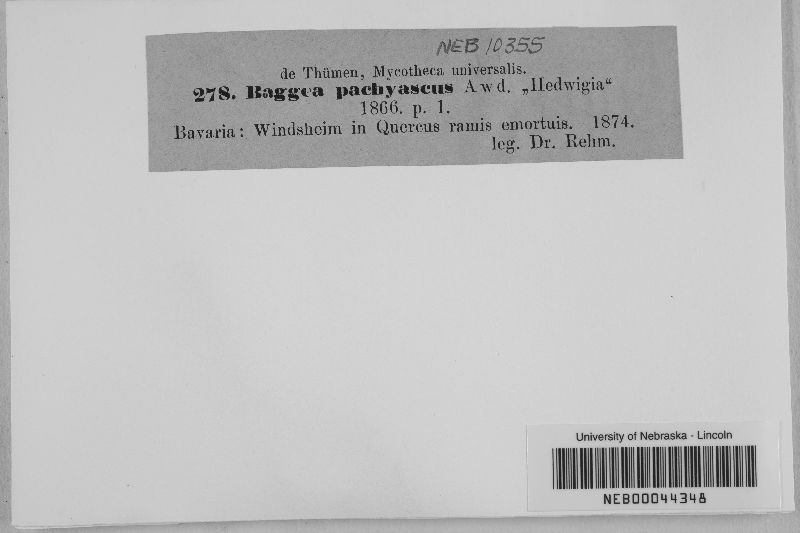 NEB 10355
de Thümen, Mycotheca universalis.
278. Baggea pachyascus Awd. „Hedwigia“
1866. p. 1.
Bavaria: Windsheim in Quercus ramis emortuis. 1874.
leg. Dr. Rehm.
University of Nebraska - Lincoln
NEB00044348